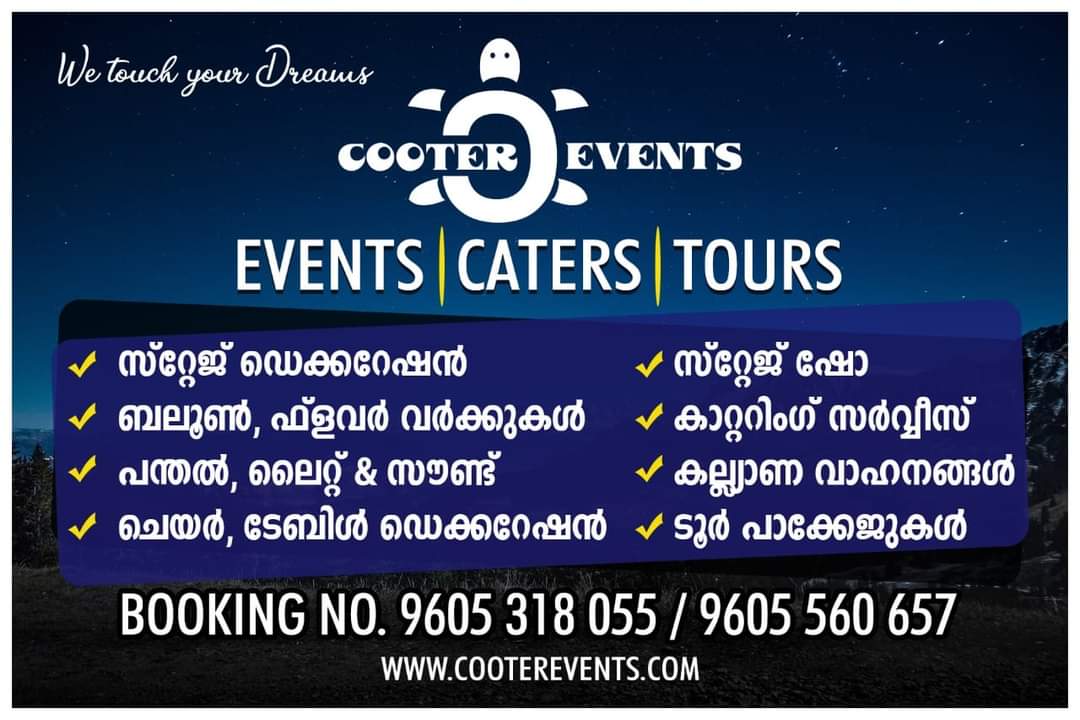 We touch your Dreams
COOTER EVENTS
EVENTS | CATERS | TOURS
സ്റ്റേജ് ഡെക്കറേഷൻ
ബലൂൺ, ഫ്ളവർ വർക്കുകൾ
പന്തൽ, ലൈറ്റ് & സൗണ്ട്
ചെയർ, ടേബിൾ ഡെക്കറേഷൻ
സ്റ്റേജ് ഷോ
കാറ്ററിംഗ് സർവ്വീസ്
കല്ല്യാണ വാഹനങ്ങൾ
ടൂർ പാക്കേജുകൾ
BOOKING NO. 9605 318 055 / 9605 560 657
WWW.COOTEREVENTS.COM